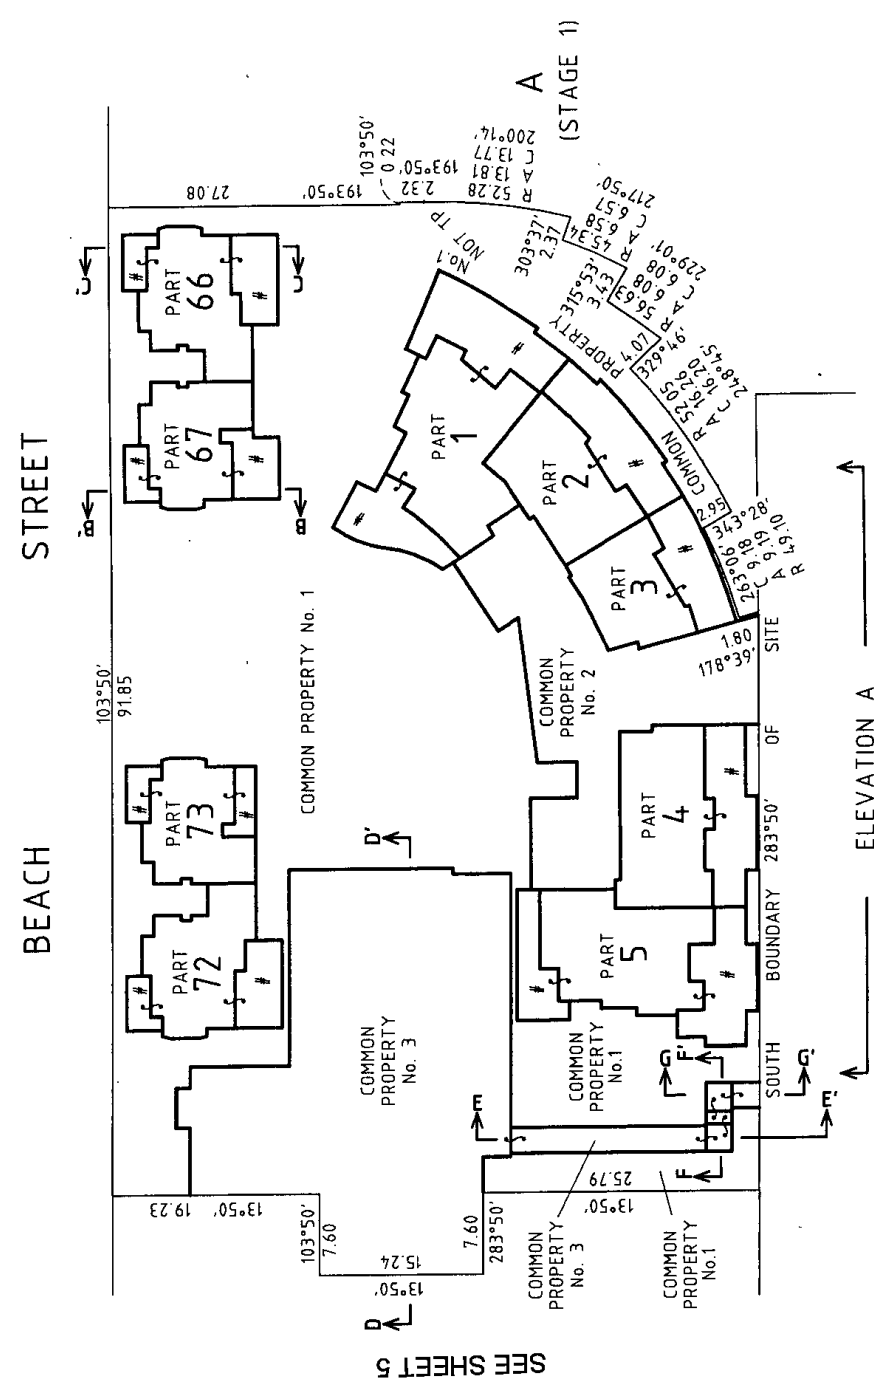 BEACH STREET
103°50'
91.85
27.08
193°50'
103°50'
0.22
193°50'
2.32
R 52.28
A 13.81
C 13.77
200°14'
A
(STAGE 1)
303°37'
2.37
R 45.34
A 6.58
C 6.57
217°50'
315°53'
3.43
R 56.63
A 6.08
C 6.08
229°01'
4.07
329°46'
R 52.05
A 16.26
C 16.20
248°45'
2.95
343°28'
263°06'
C 9.18
A 9.19
R 49.10
1.80
178°39'
COMMON PROPERTY No.1
NOT TP
C' C
B' B
PART
66
#
#
PART
67
#
#
PART
73
#
#
PART
72
#
#
PART
1
#
#
PART
2
#
PART
3
#
PART
4
#
PART
5
#
#
COMMON PROPERTY No. 1
COMMON
PROPERTY
No. 2
COMMON
PROPERTY
No. 3
COMMON
PROPERTY
No.1
D D'
E E'
F F'
G G'
19.23
13°50'
103°50'
7.60
15.24
13°50'
7.60
283°50'
25.79
13°50'
COMMON
PROPERTY
No. 3
COMMON
PROPERTY
No.1
SOUTH BOUNDARY OF SITE
283°50'
ELEVATION A
SEE SHEET 5